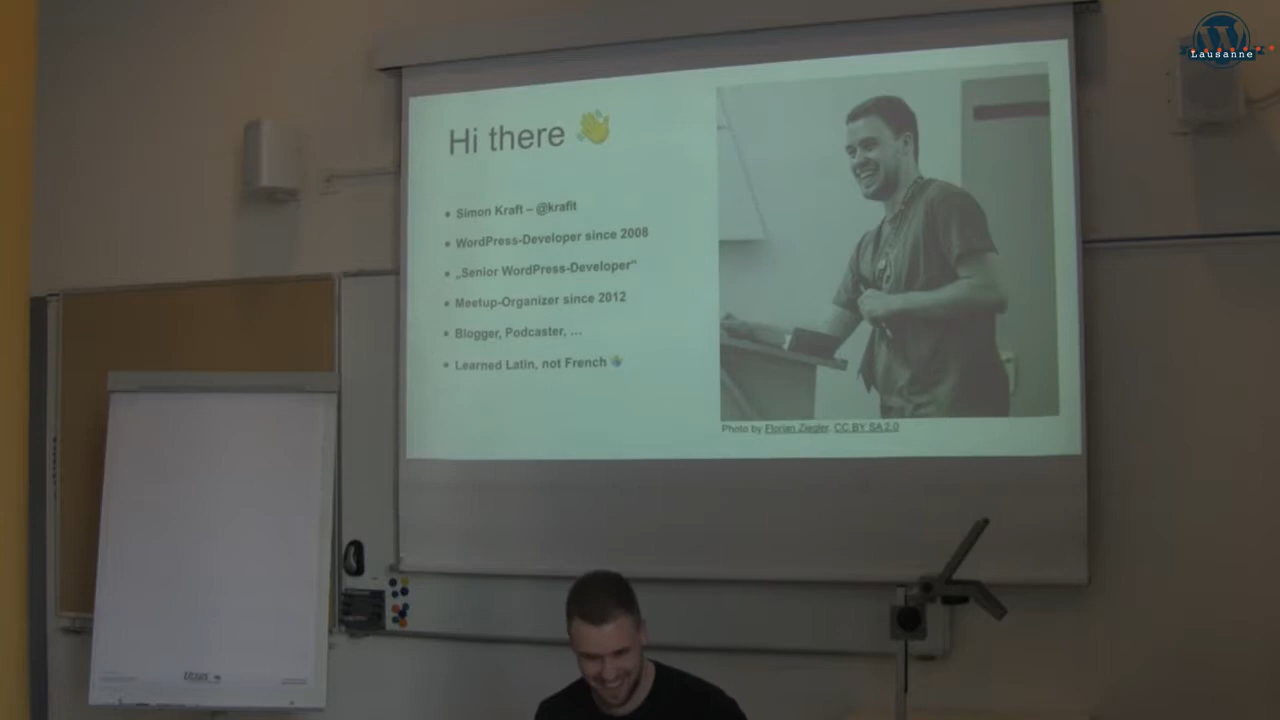 Lausanne
Hi there 👋
• Simon Kraft – @krafit
• WordPress-Developer since 2008
• „Senior WordPress-Developer“
• Meetup-Organizer since 2012
• Blogger, Podcaster, …
• Learned Latin, not French
Photo by Florian Ziegler, CC BY SA 2.0